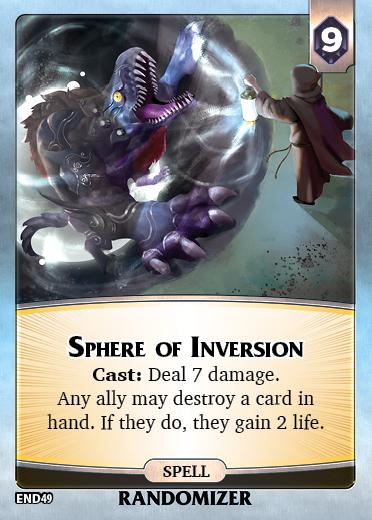 9
SPHERE OF INVERSION
Cast: Deal 7 damage.
Any ally may destroy a card in
hand. If they do, they gain 2 life.
SPELL
END49
RANDOMIZER